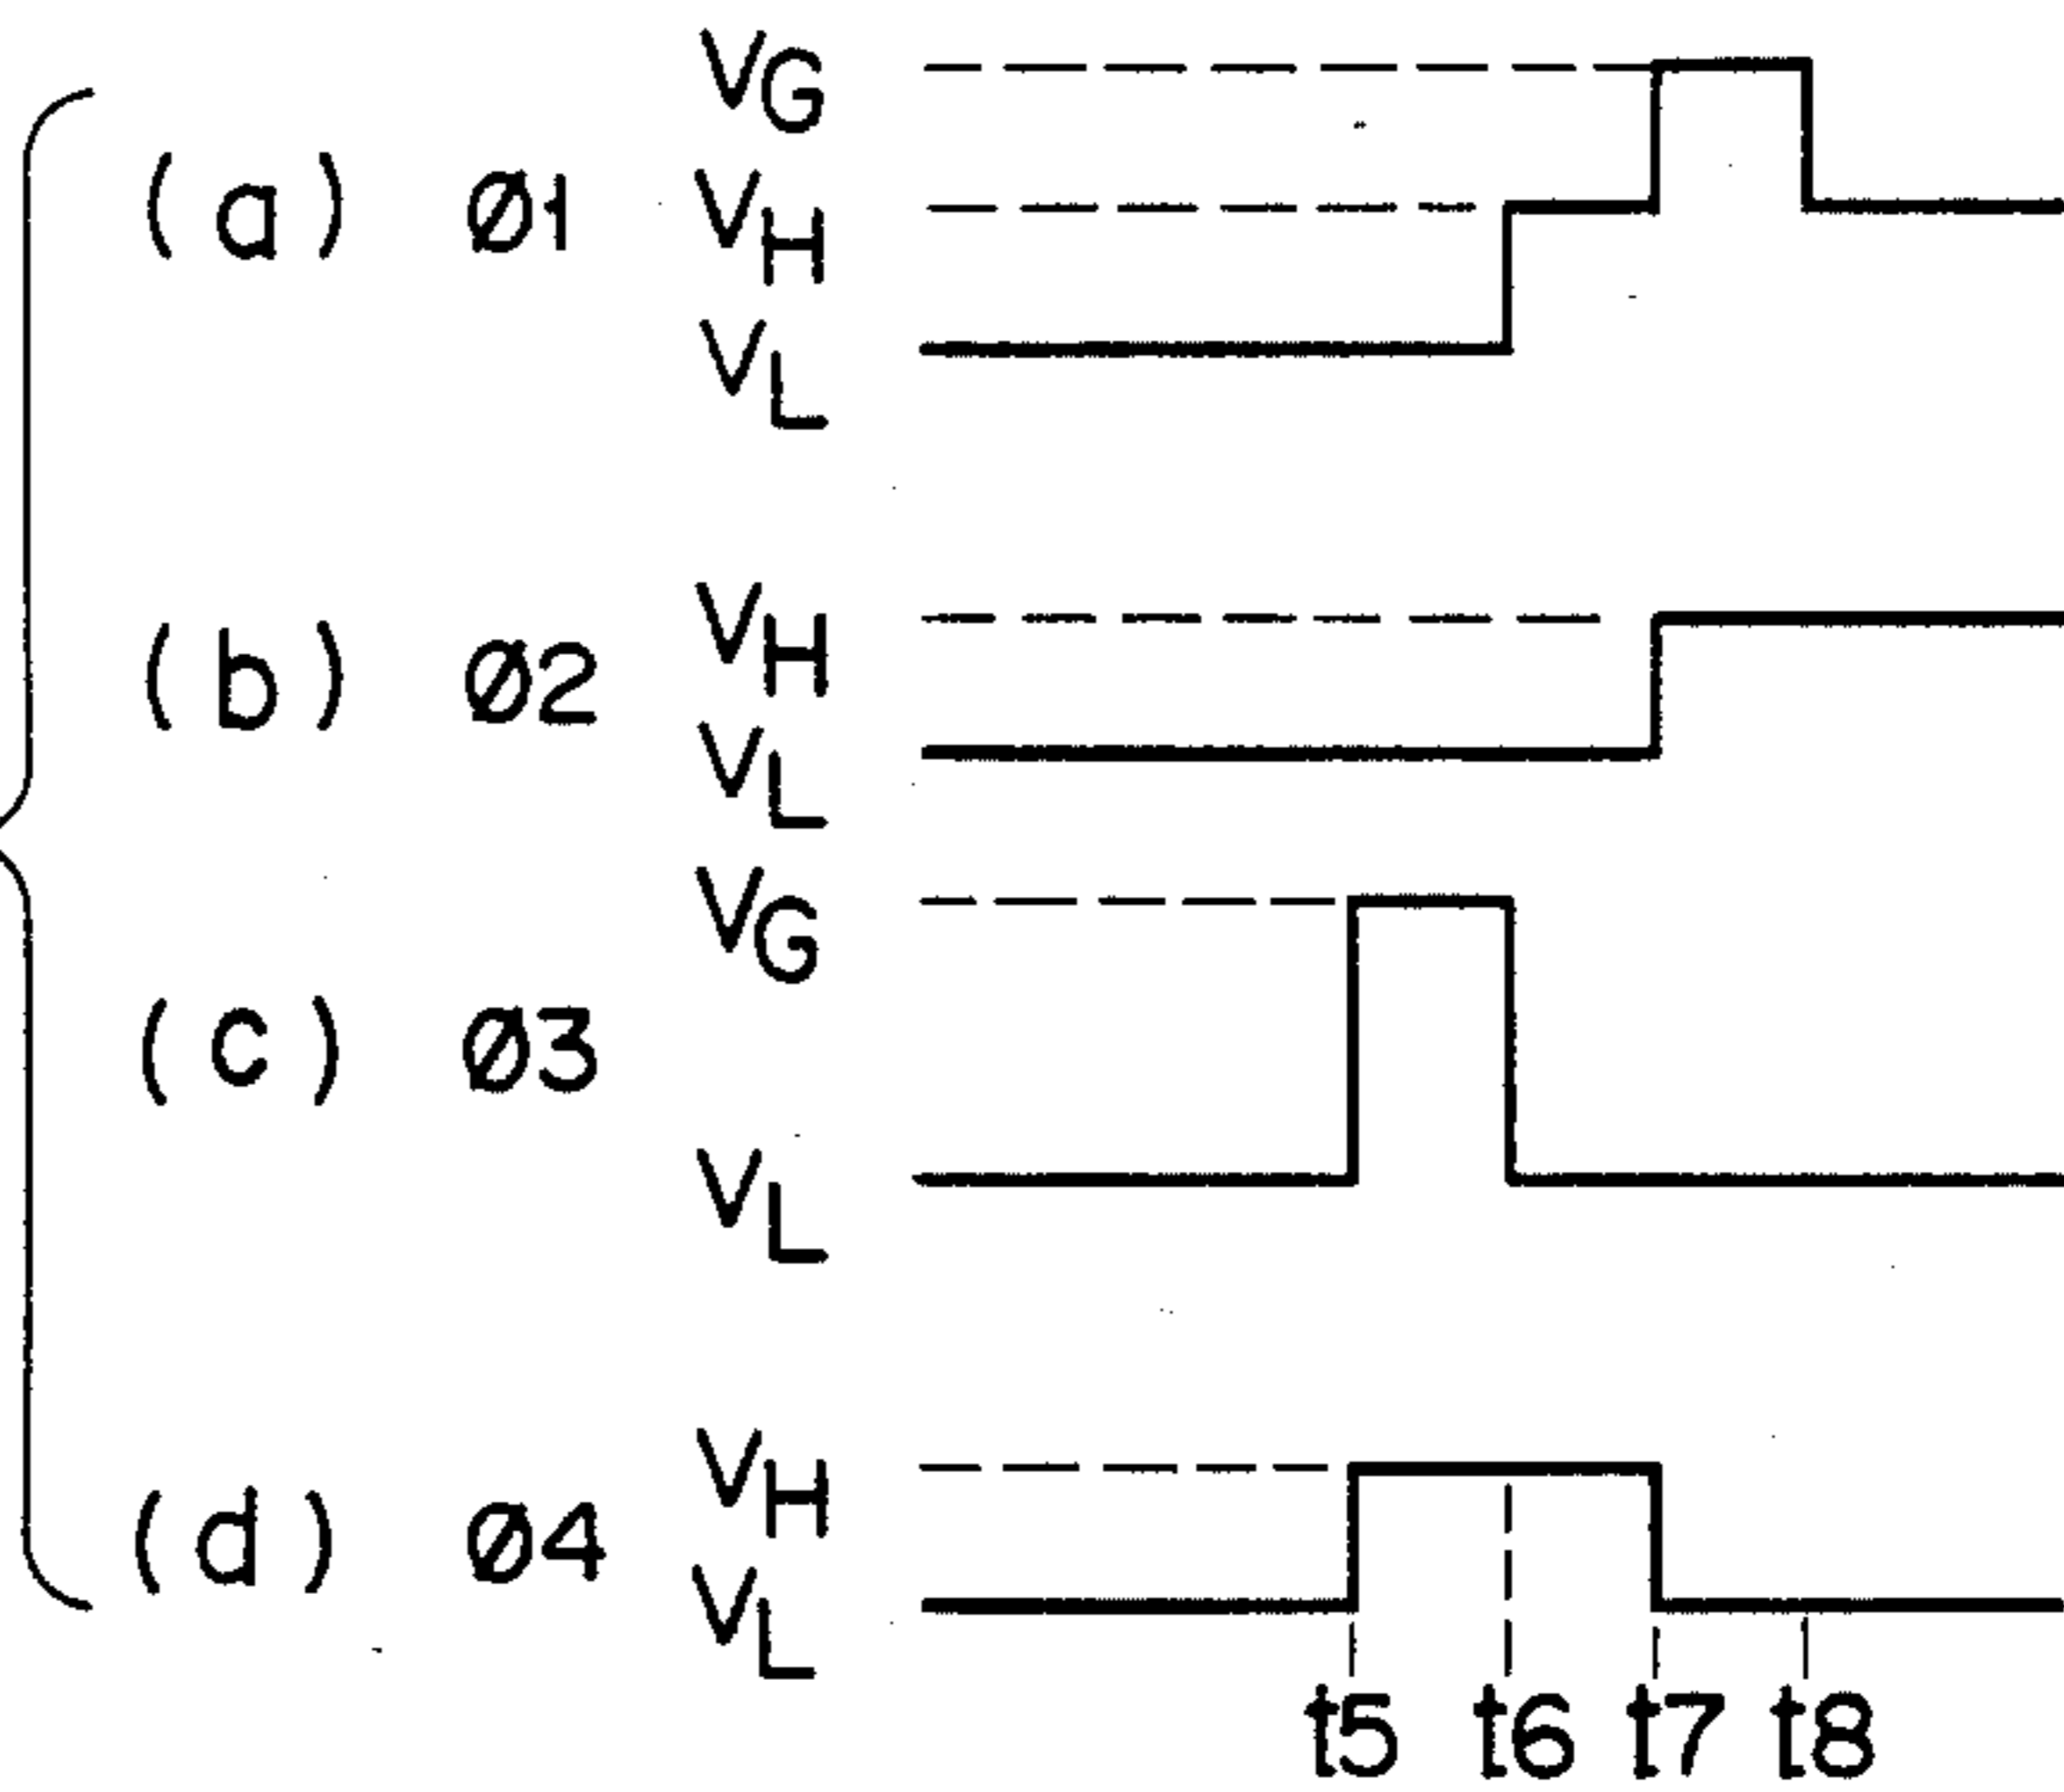 VG
(a) Ø1 VH
VL
VH
(b) Ø2
VL
VG
(c) Ø3
VL
VH
(d) Ø4
VL
t5 t6 t7 t8